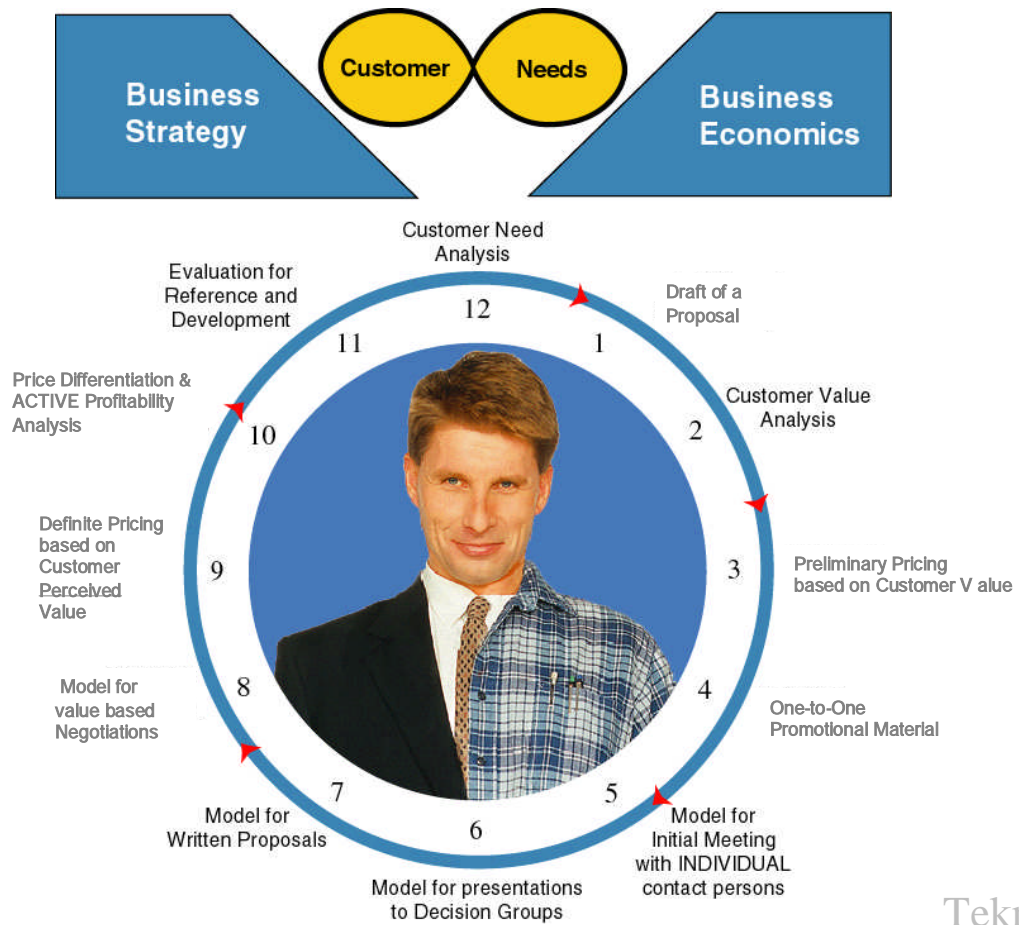 Customer Needs
Business
Strategy
Business
Economics
Customer Need
Analysis
12
Draft of a
Proposal
1
Customer Value
Analysis
2
Preliminary Pricing
based on Customer V alue
3
One-to-One
Promotional Material
4
Model for
Initial Meeting
with INDIVIDUAL
contact persons
5
Model for presentations
to Decision Groups
6
Model for
Written Proposals
7
Model for
value based
Negotiations
8
Definite Pricing
based on
Customer
Perceived
Value
9
Price Differentiation &
ACTIVE Profitability
Analysis
10
Evaluation for
Reference and
Development
11